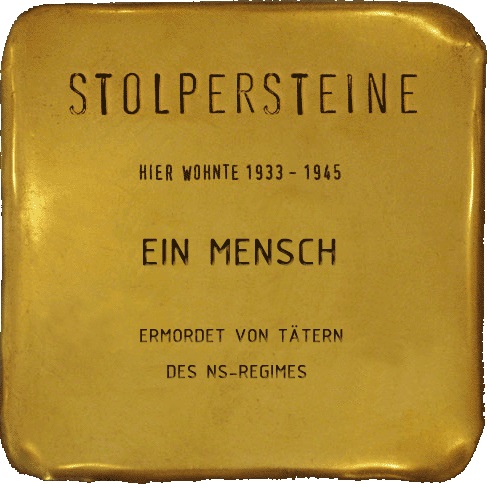 STOLPERSTEINE
HIER WOHNTE 1933 - 1945
EIN MENSCH
ERMORDET VON TÄTERN
DES NS-REGIMES